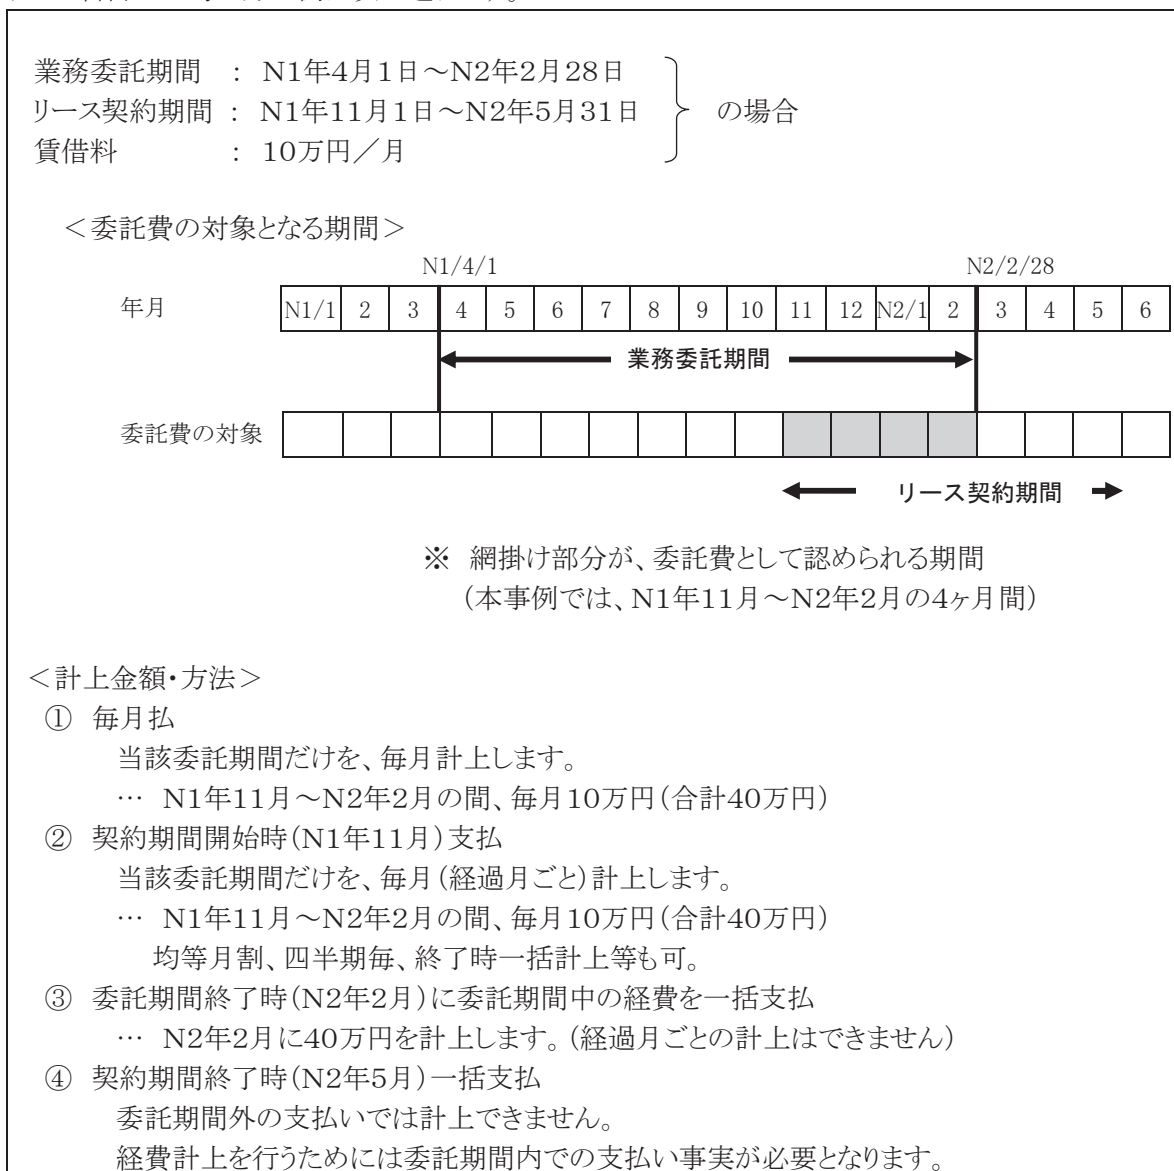 業務委託期間 : N1年4月1日～N2年2月28日
リース契約期間 : N1年11月1日～N2年5月31日
の場合
賃借料 : 10万円／月
＜委託費の対象となる期間＞
N1/4/1 N2/2/28
年月 N1/1 2 3 4 5 6 7 8 9 10 11 12 N2/1 2 3 4 5 6
業務委託期間
委託費の対象
リース契約期間
※ 網掛け部分が、委託費として認められる期間
（本事例では、N1年11月～N2年2月の4ヶ月間）
＜計上金額・方法＞
① 毎月払
当該委託期間だけを、毎月計上します。
… N1年11月～N2年2月の間、毎月10万円（合計40万円）
② 契約期間開始時（N1年11月）支払
当該委託期間だけを、毎月（経過月ごと）計上します。
… N1年11月～N2年2月の間、毎月10万円（合計40万円）
均等月割、四半期毎、終了時一括計上等も可。
③ 委託期間終了時（N2年2月）に委託期間中の経費を一括支払
… N2年2月に40万円を計上します。（経過月ごとの計上はできません）
④ 契約期間終了時（N2年5月）一括支払
委託期間外の支払いでは計上できません。
経費計上を行うためには委託期間内での支払い事実が必要となります。